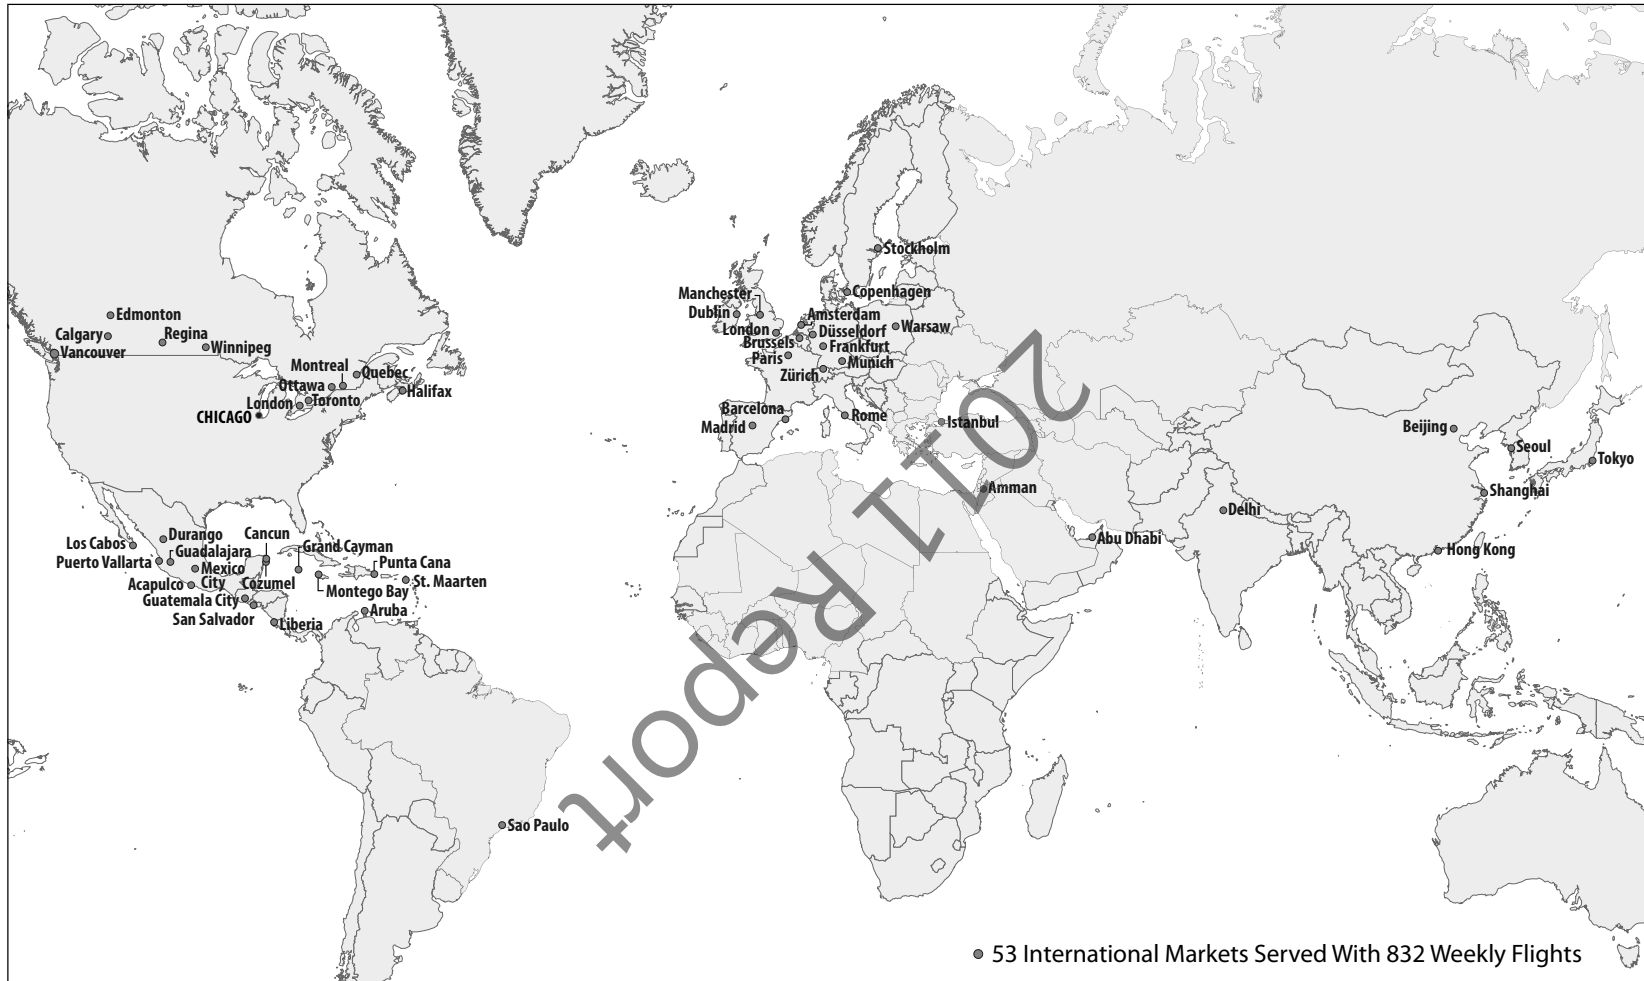 Stockholm
Copenhagen
Manchester
Dublin
Amsterdam
London
Düsseldorf
Warsaw
Brussels
Frankfurt
Paris
Munich
Zürich
Barcelona
Madrid
Rome
Istanbul
Edmonton
Calgary
Regina
Vancouver
Winnipeg
Montreal
Quebec
Ottawa
Halifax
London
Toronto
CHICAGO
Beijing
Seoul
Tokyo
Shanghai
Amman
Delhi
Abu Dhabi
Hong Kong
Los Cabos
Durango
Cancun
Grand Cayman
Puerto Vallarta
Guadalajara
Mexico
City
Punta Cana
Acapulco
Cozumel
Montego Bay
St. Maarten
Guatemala City
Aruba
San Salvador
Liberia
Sao Paulo
2011 Report
53 International Markets Served With 832 Weekly Flights